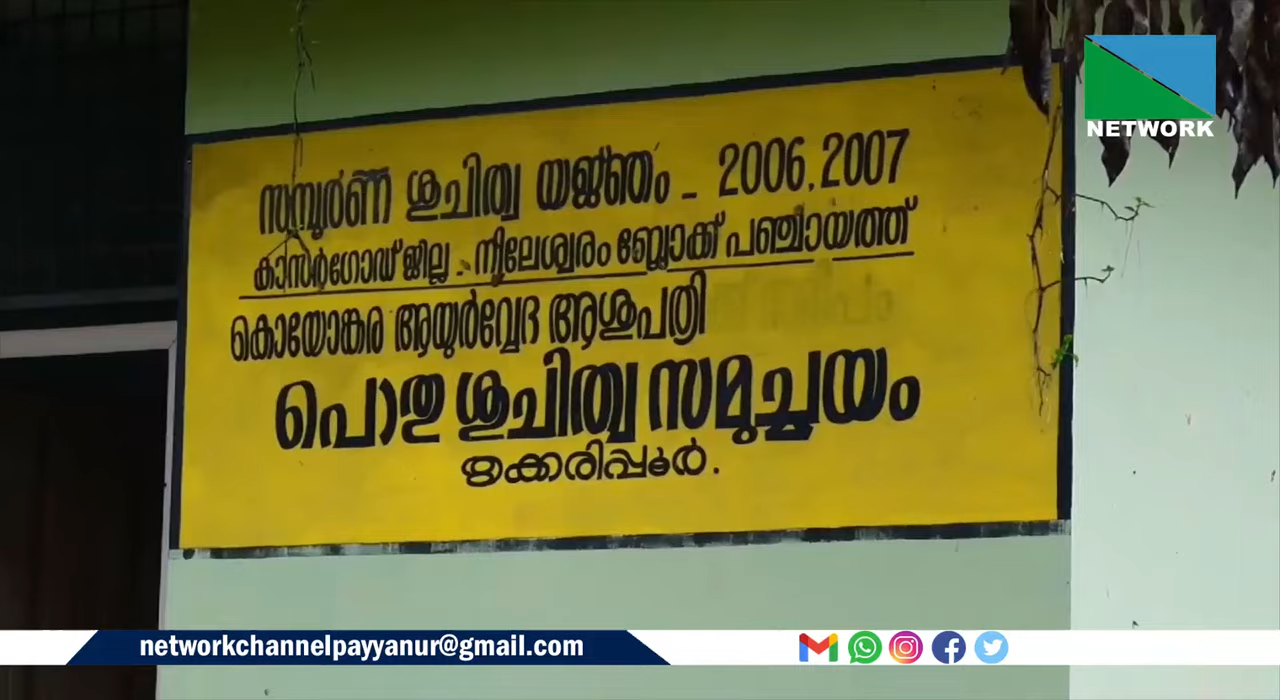 NETWORK
സമ്പൂർണ്ണ ശുചിത്വ യജ്ഞം - 2006.2007
കാസർഗോഡ് ജില്ല . നീലേശ്വരം ബ്ലോക്ക് പഞ്ചായത്ത്
കൊയോങ്കര ആയുർവ്വേദ ആശുപത്രി
പൊതു ശുചിത്വ സമുച്ചയം
തൃക്കരിപ്പൂർ.
networkchannelpayyanur@gmail.com